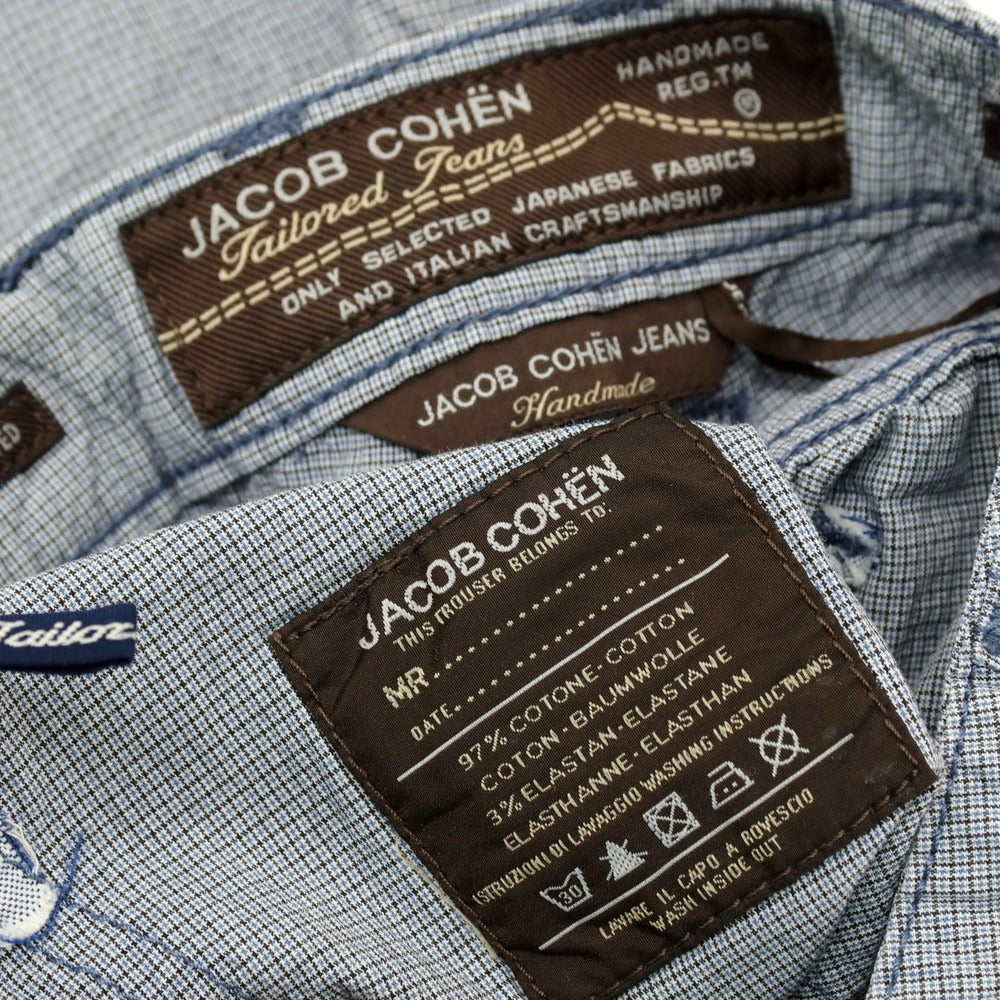 JACOB COHËN
Tailored Jeans
HANDMADE
REG.TM
ONLY SELECTED JAPANESE FABRICS
AND ITALIAN CRAFTSMANSHIP
JACOB COHËN JEANS
Handmade
JACOB COHËN
THIS TROUSER BELONGS TO:
MR....................
DATE....................
97% COTONE-COTTON
COTON-BAUMWOLLE
3% ELASTAN-ELASTANE
ELASTHANNE-ELASTHAN
ISTRUZIONI DI LAVAGGIO WASHING INSTRUCTIONS
30
LAVARE IL CAPO A ROVESCIO
WASH INSIDE OUT
Tailor